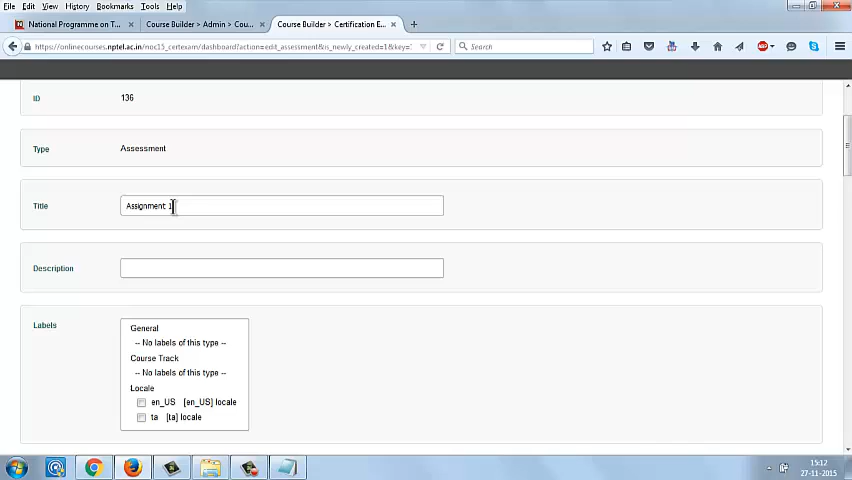 File Edit View History Bookmarks Tools Help
National Programme on T...
Course Builder > Admin > Cou...
Course Builder > Certification E...
https://onlinecourses.nptel.ac.in/noc15_certexam/dashboard?action=edit_assessment&is_newly_created=1&key=
Search
ABP
ID 136
Type Assessment
Title Assignment 1
Description
Labels
General
-- No labels of this type --
Course Track
-- No labels of this type --
Locale
en_US [en_US] locale
ta [ta] locale
15:12
27-11-2015